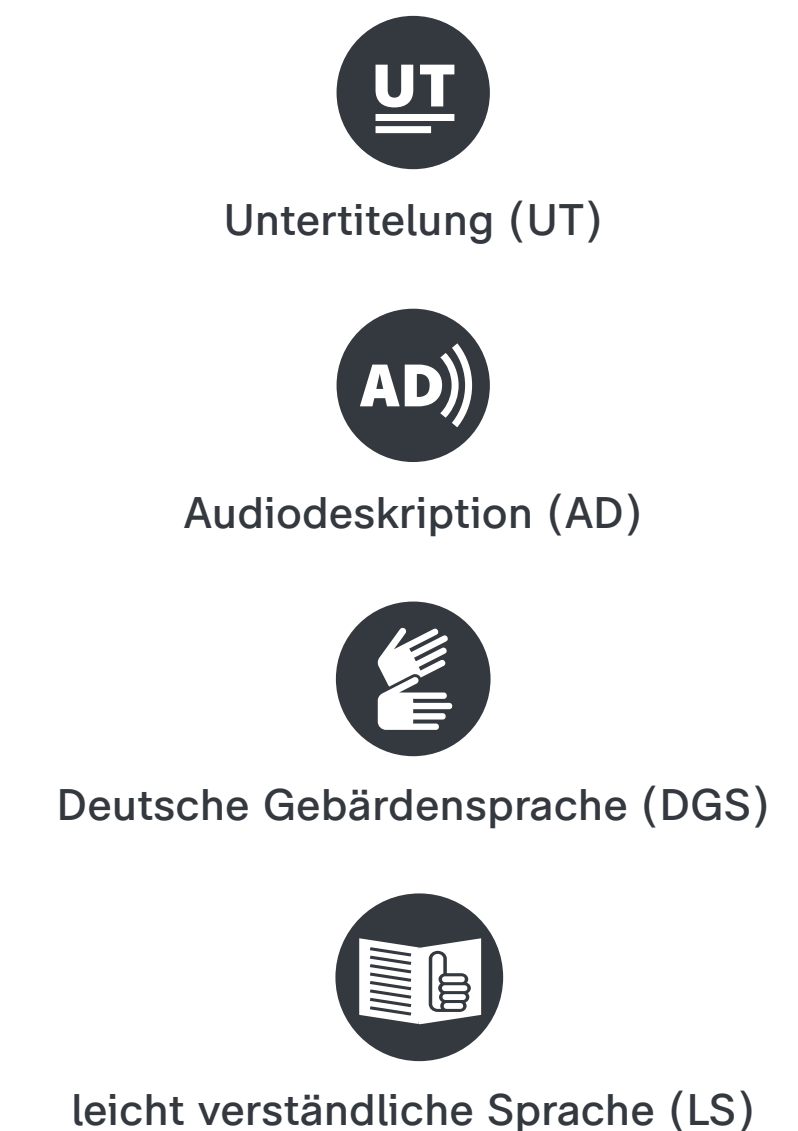 UT
Untertitelung (UT)
AD
Audiodeskription (AD)
Deutsche Gebärdensprache (DGS)
leicht verständliche Sprache (LS)